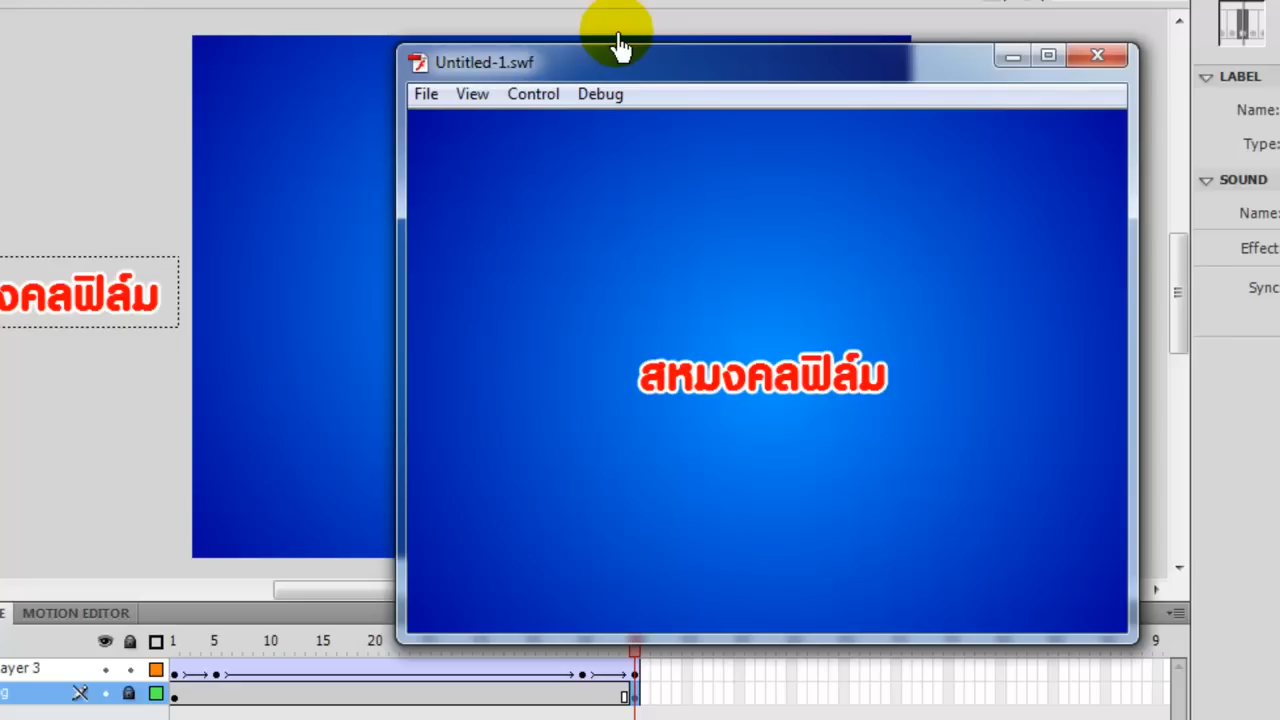 Untitled-1.swf
File View Control Debug
LABEL
Name:
Type:
SOUND
Name:
Effect
Sync
งคลฟิล์ม
สหมงคลฟิล์ม
MOTION EDITOR
1 5 10 15 20 9
ayer 3
g